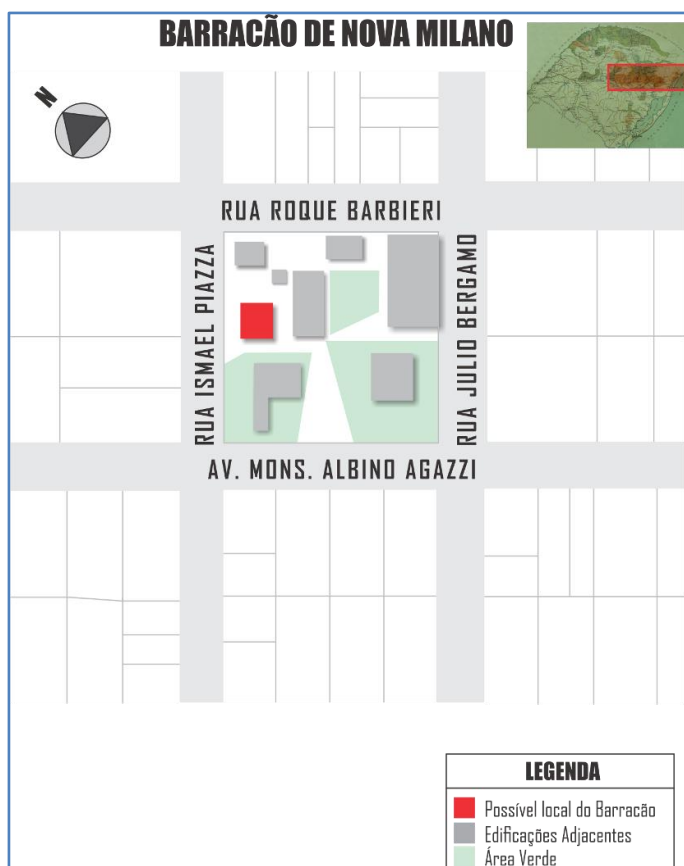 BARRACÃO DE NOVA MILANO
N
RUA ROQUE BARBIERI
RUA ISMAEL PIAZZA
RUA JULIO BERGAMO
AV. MONS. ALBINO AGAZZI
LEGENDA
Possível local do Barracão
Edificações Adjacentes
Área Verde